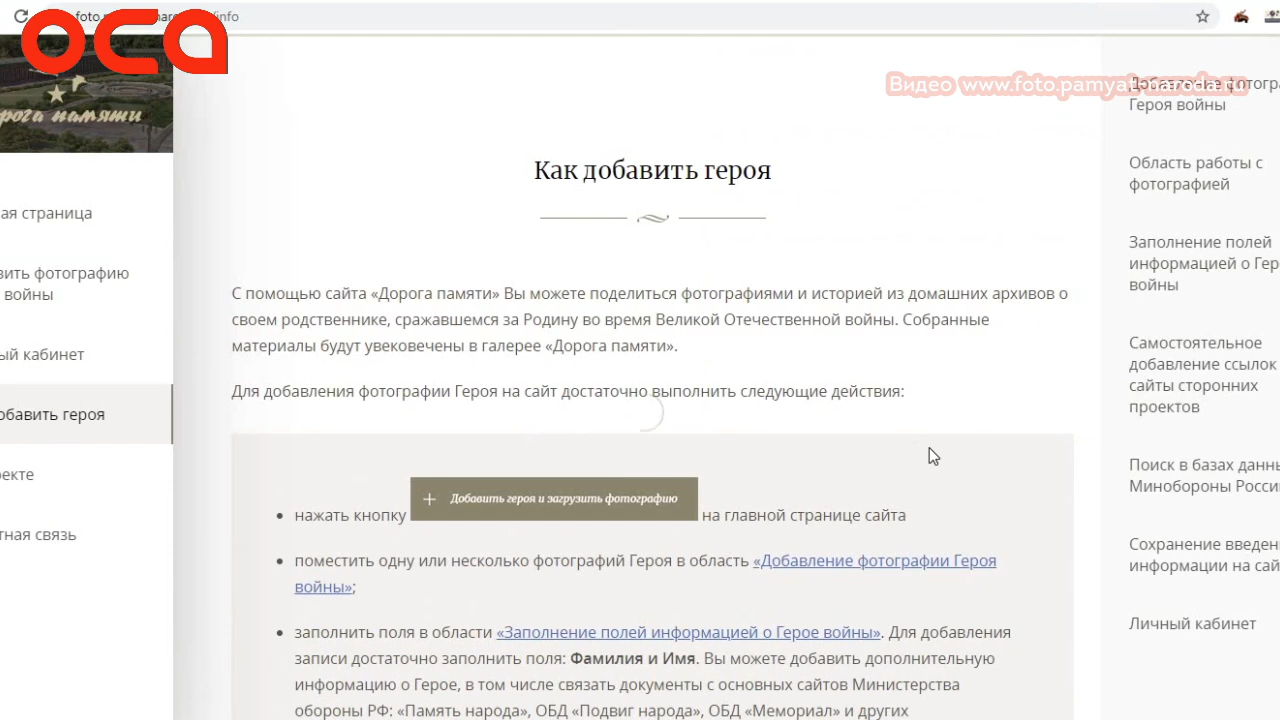 foto.
/info
оса
Видео www.foto.pamyat-naroda.ru
рога памяти
ая страница
вить фотографию
войны
ый кабинет
обавить героя
екте
тная связь
Как добавить героя
С помощью сайта «Дорога памяти» Вы можете поделиться фотографиями и историей из домашних архивов о
своем родственнике, сражавшемся за Родину во время Великой Отечественной войны. Собранные
материалы будут увековечены в галерее «Дорога памяти».
Для добавления фотографии Героя на сайт достаточно выполнить следующие действия:
• нажать кнопку + Добавить героя и загрузить фотографию на главной странице сайта
• поместить одну или несколько фотографий Героя в область «Добавление фотографии Героя
войны»;
• заполнить поля в области «Заполнение полей информацией о Герое войны». Для добавления
записи достаточно заполнить поля: Фамилия и Имя. Вы можете добавить дополнительную
информацию о Герое, в том числе связать документы с основных сайтов Министерства
обороны РФ: «Память народа», ОБД «Подвиг народа», ОБД «Мемориал» и других
Добавление фотогра
Героя войны
Область работы с
фотографией
Заполнение полей
информацией о Гер
войны
Самостоятельное
добавление ссылок
сайты сторонних
проектов
Поиск в базах данн
Минобороны Росси
Сохранение введен
информации на сай
Личный кабинет